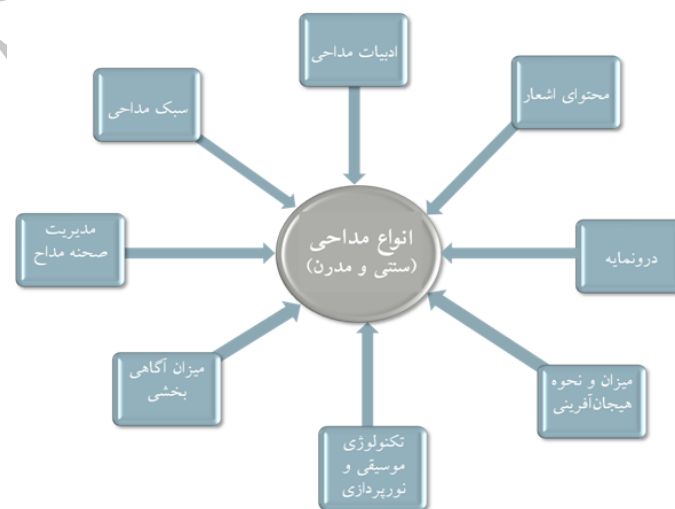 ادبیات مداحی
محتوای اشعار
سبک مداحی
انواع مداحی
(سنتی و مدرن)
مدیریت
صحنه مداح
درونمایه
میزان آگاهی
بخشی
میزان و نحوه
هیجان‌آفرینی
تکنولوژی
موسیقی و
نورپردازی